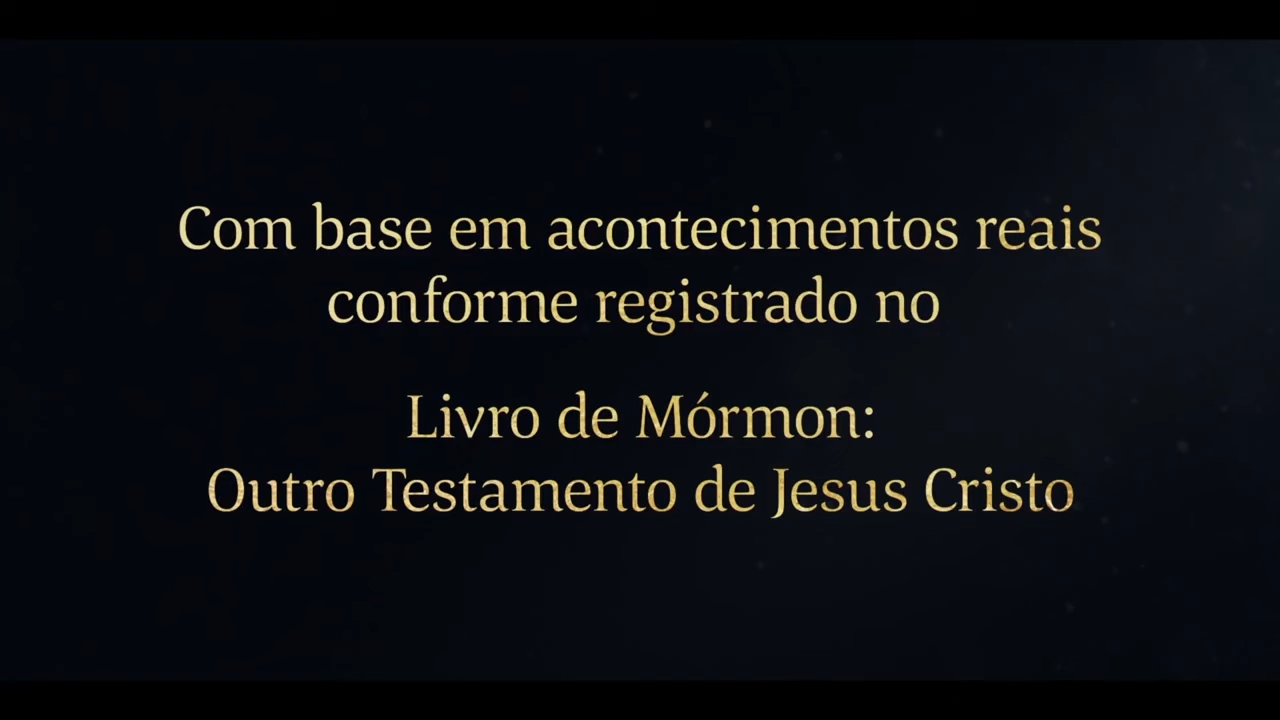 Com base em acontecimentos reais
conforme registrado no
Livro de Mórmon:
Outro Testamento de Jesus Cristo